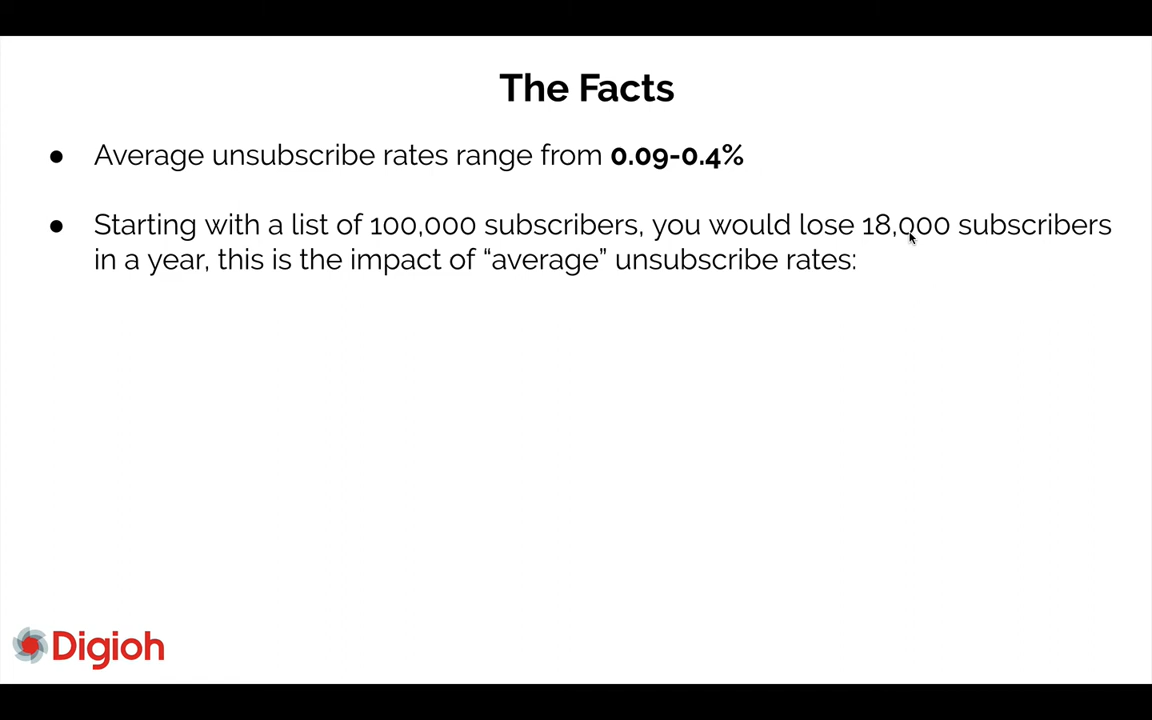 The Facts
● Average unsubscribe rates range from 0.09-0.4%
● Starting with a list of 100,000 subscribers, you would lose 18,000 subscribers
in a year, this is the impact of “average” unsubscribe rates:
Digioh